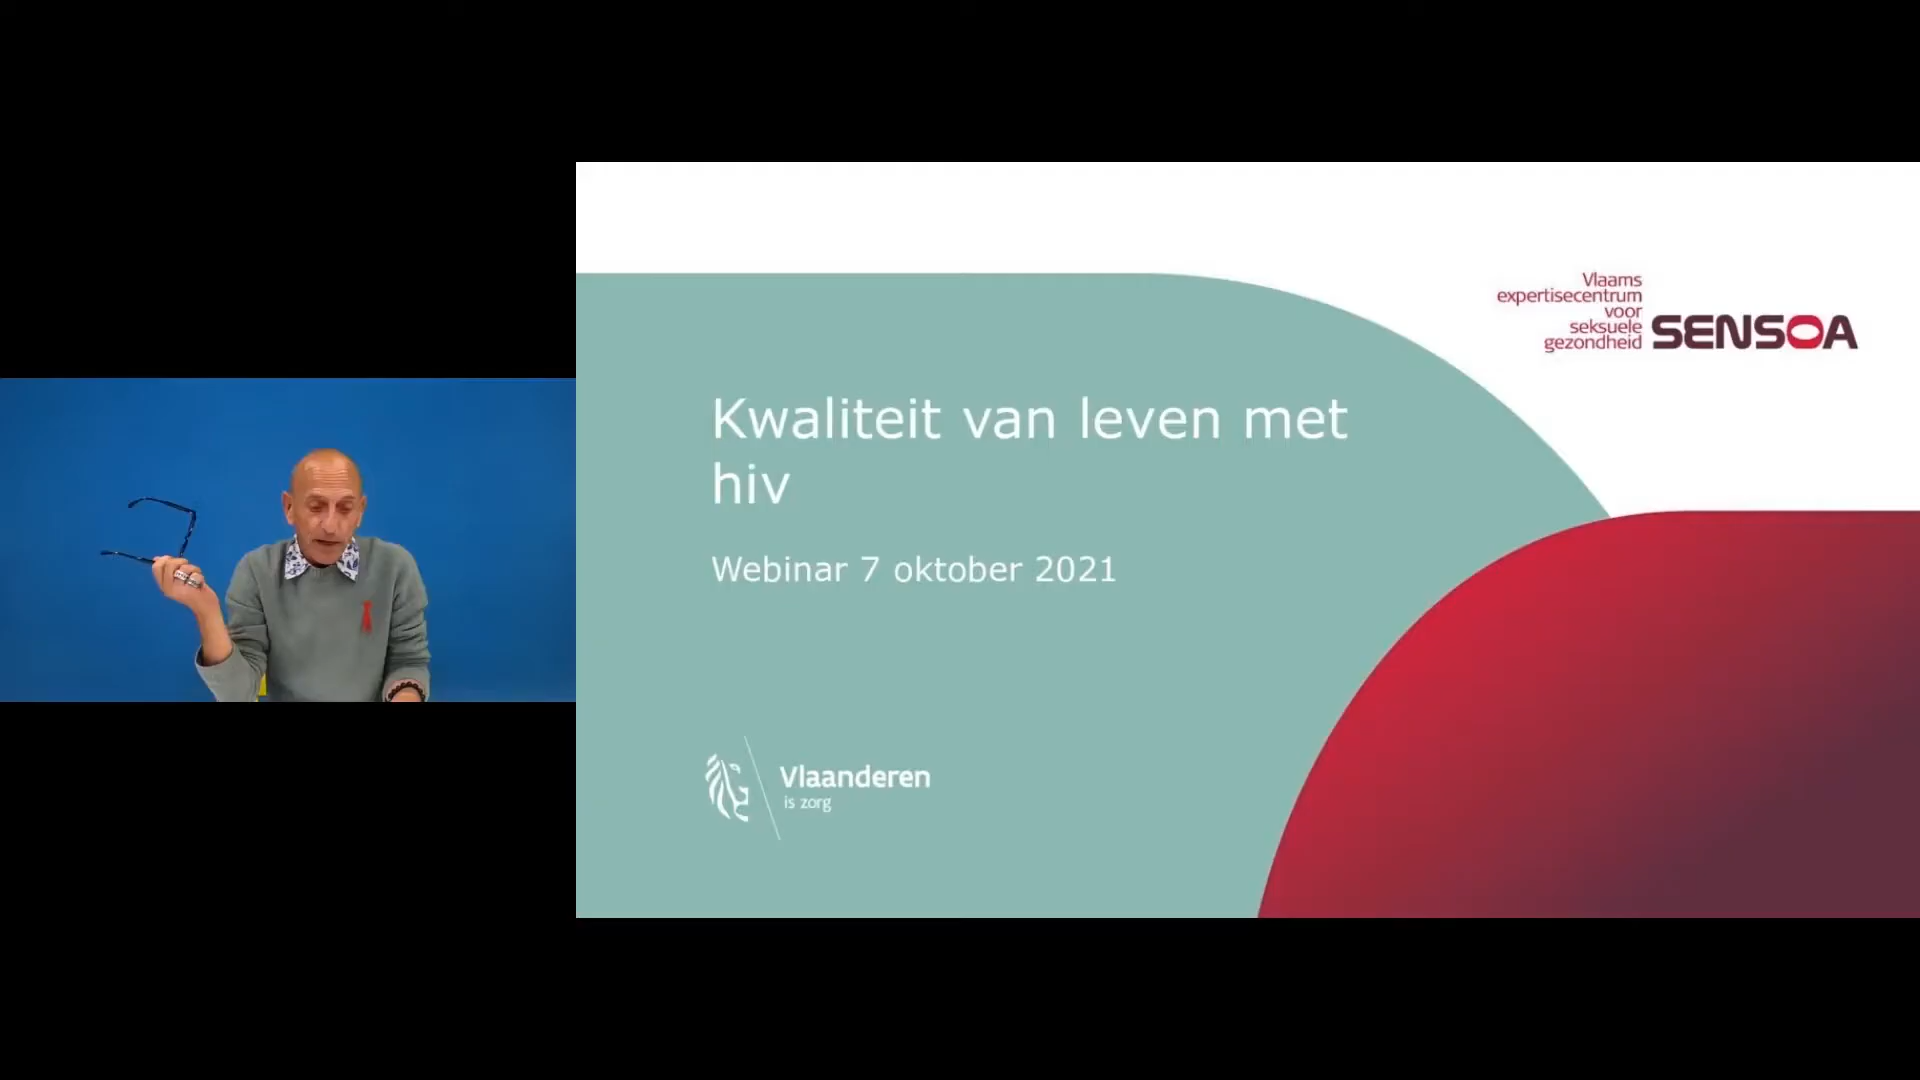 Vlaams
expertisecentrum
voor
seksuele
gezondheid
SENSOA
Kwaliteit van leven met
hiv
Webinar 7 oktober 2021
Vlaanderen
is zorg